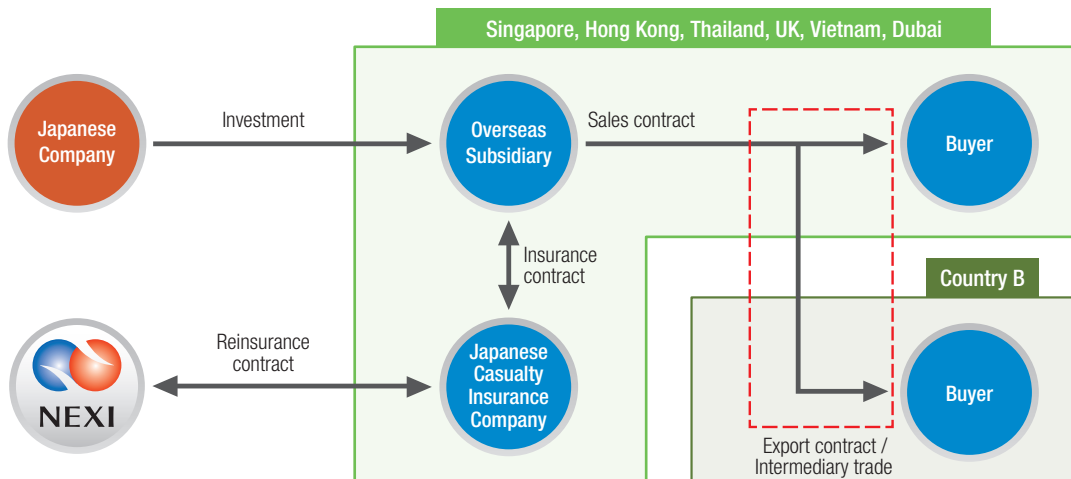 Singapore, Hong Kong, Thailand, UK, Vietnam, Dubai
Japanese
Company
Investment
Overseas
Subsidiary
Sales contract
Buyer
Insurance
contract
Country B
NEXI
Reinsurance
contract
Japanese
Casualty
Insurance
Company
Buyer
Export contract /
Intermediary trade